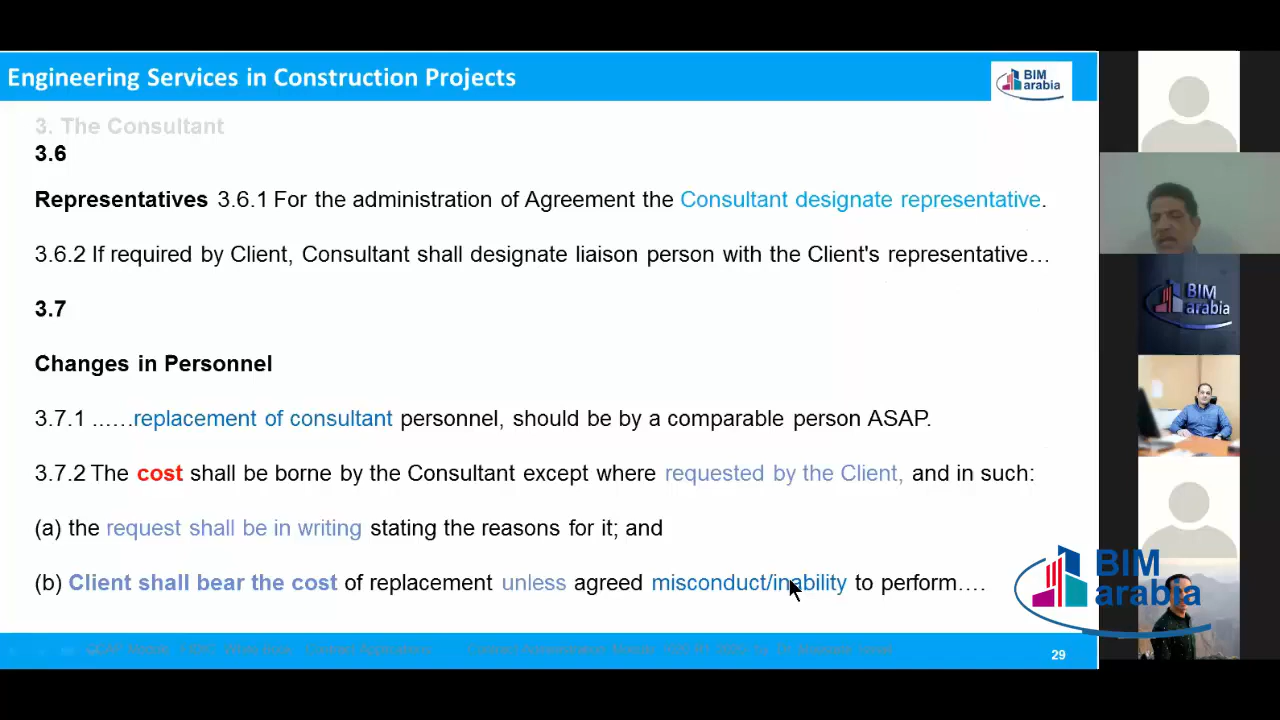 Engineering Services in Construction Projects
BIM
arabia
3. The Consultant
3.6
Representatives 3.6.1 For the administration of Agreement the Consultant designate representative.
3.6.2 If required by Client, Consultant shall designate liaison person with the Client's representative…
3.7
Changes in Personnel
3.7.1 ……replacement of consultant personnel, should be by a comparable person ASAP.
3.7.2 The cost shall be borne by the Consultant except where requested by the Client, and in such:
(a) the request shall be in writing stating the reasons for it; and
(b) Client shall bear the cost of replacement unless agreed misconduct/inability to perform….
29
BIM
arabia
BIM
arabia